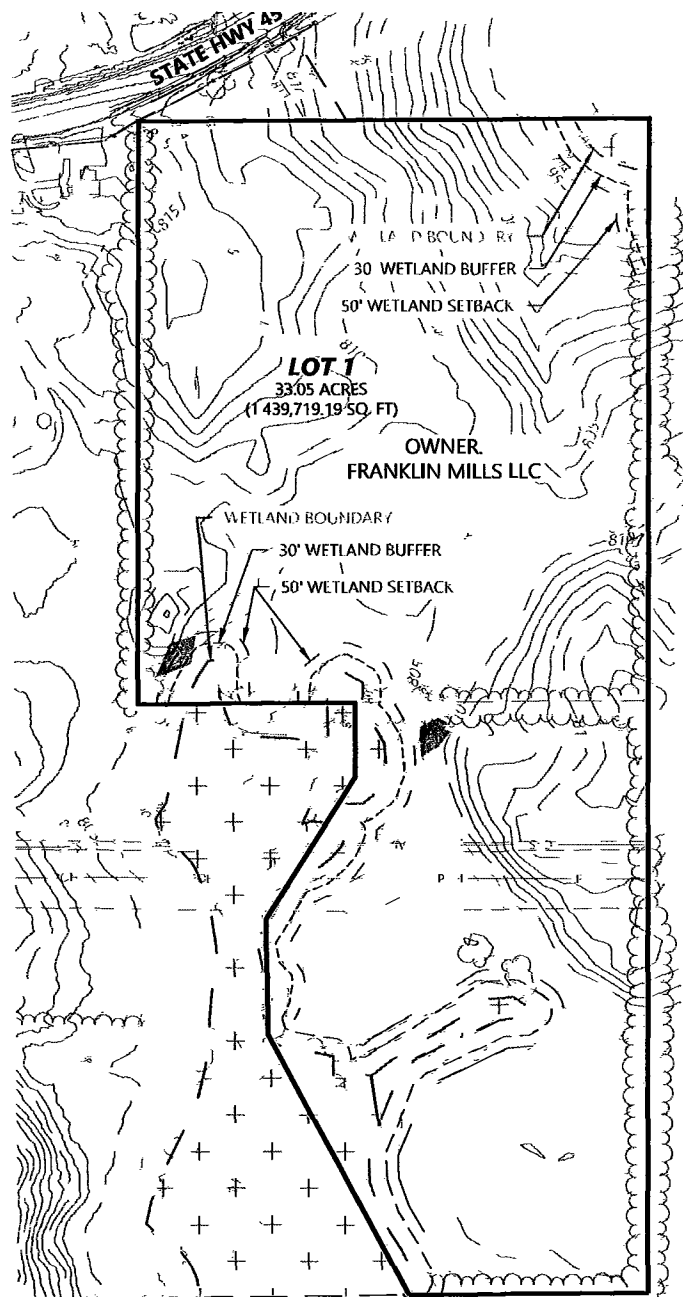 STATE HWY 45
815
BOUNDARY
30 WETLAND BUFFER
50' WETLAND SETBACK
LOT 1
33.05 ACRES
(1 439,719.19 SQ. FT)
OWNER.
FRANKLIN MILLS LLC
WETLAND BOUNDARY
30' WETLAND BUFFER
50' WETLAND SETBACK
805